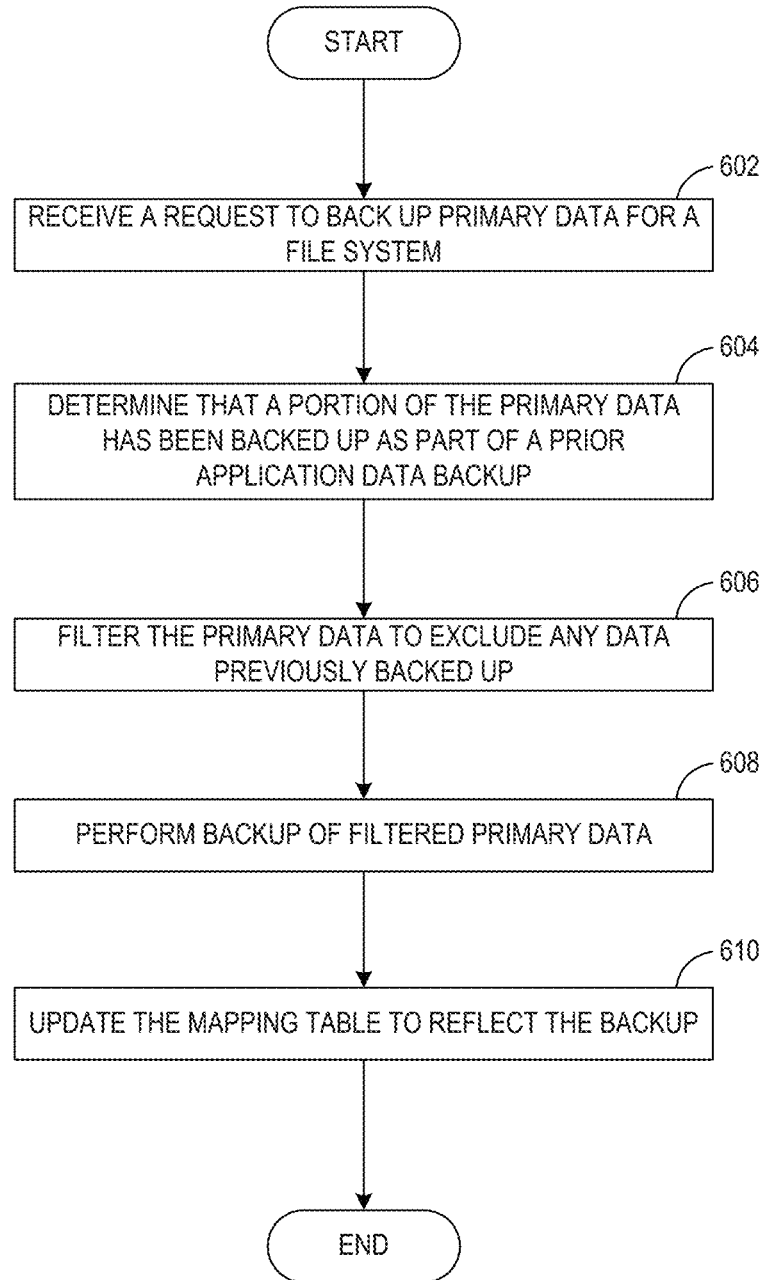 START
602
RECEIVE A REQUEST TO BACK UP PRIMARY DATA FOR A
FILE SYSTEM
604
DETERMINE THAT A PORTION OF THE PRIMARY DATA
HAS BEEN BACKED UP AS PART OF A PRIOR
APPLICATION DATA BACKUP
606
FILTER THE PRIMARY DATA TO EXCLUDE ANY DATA
PREVIOUSLY BACKED UP
608
PERFORM BACKUP OF FILTERED PRIMARY DATA
610
UPDATE THE MAPPING TABLE TO REFLECT THE BACKUP
END